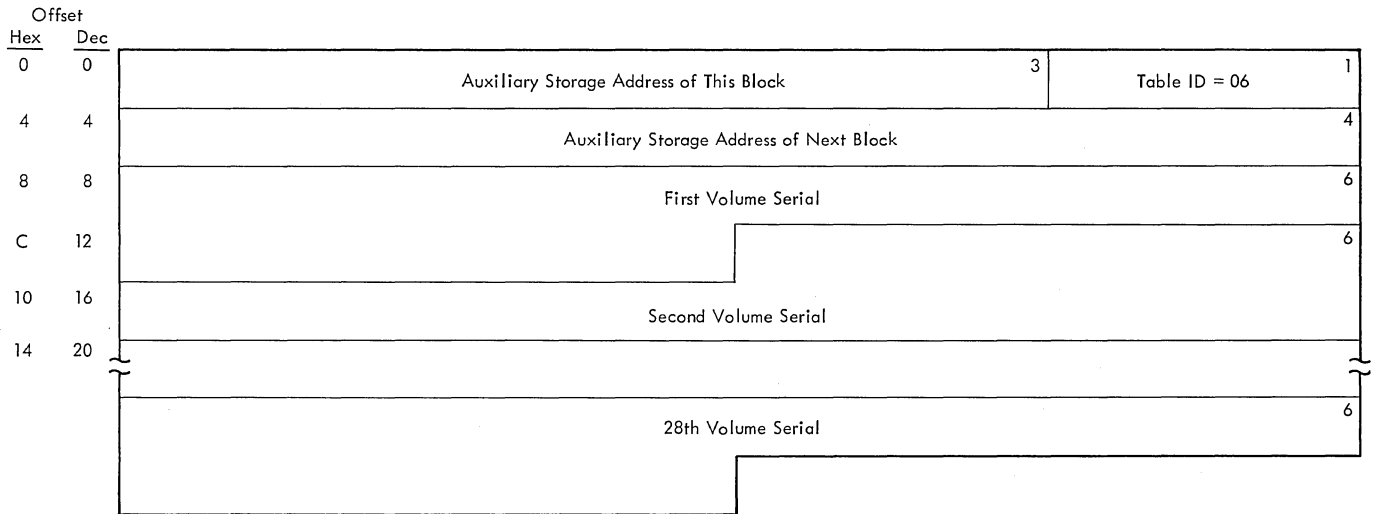 Offset
Hex Dec
0 0 Auxiliary Storage Address of This Block 3 Table ID = 06 1
4 4 Auxiliary Storage Address of Next Block 4
8 8 First Volume Serial 6
C 12 6
10 16 Second Volume Serial
14 20
28th Volume Serial 6